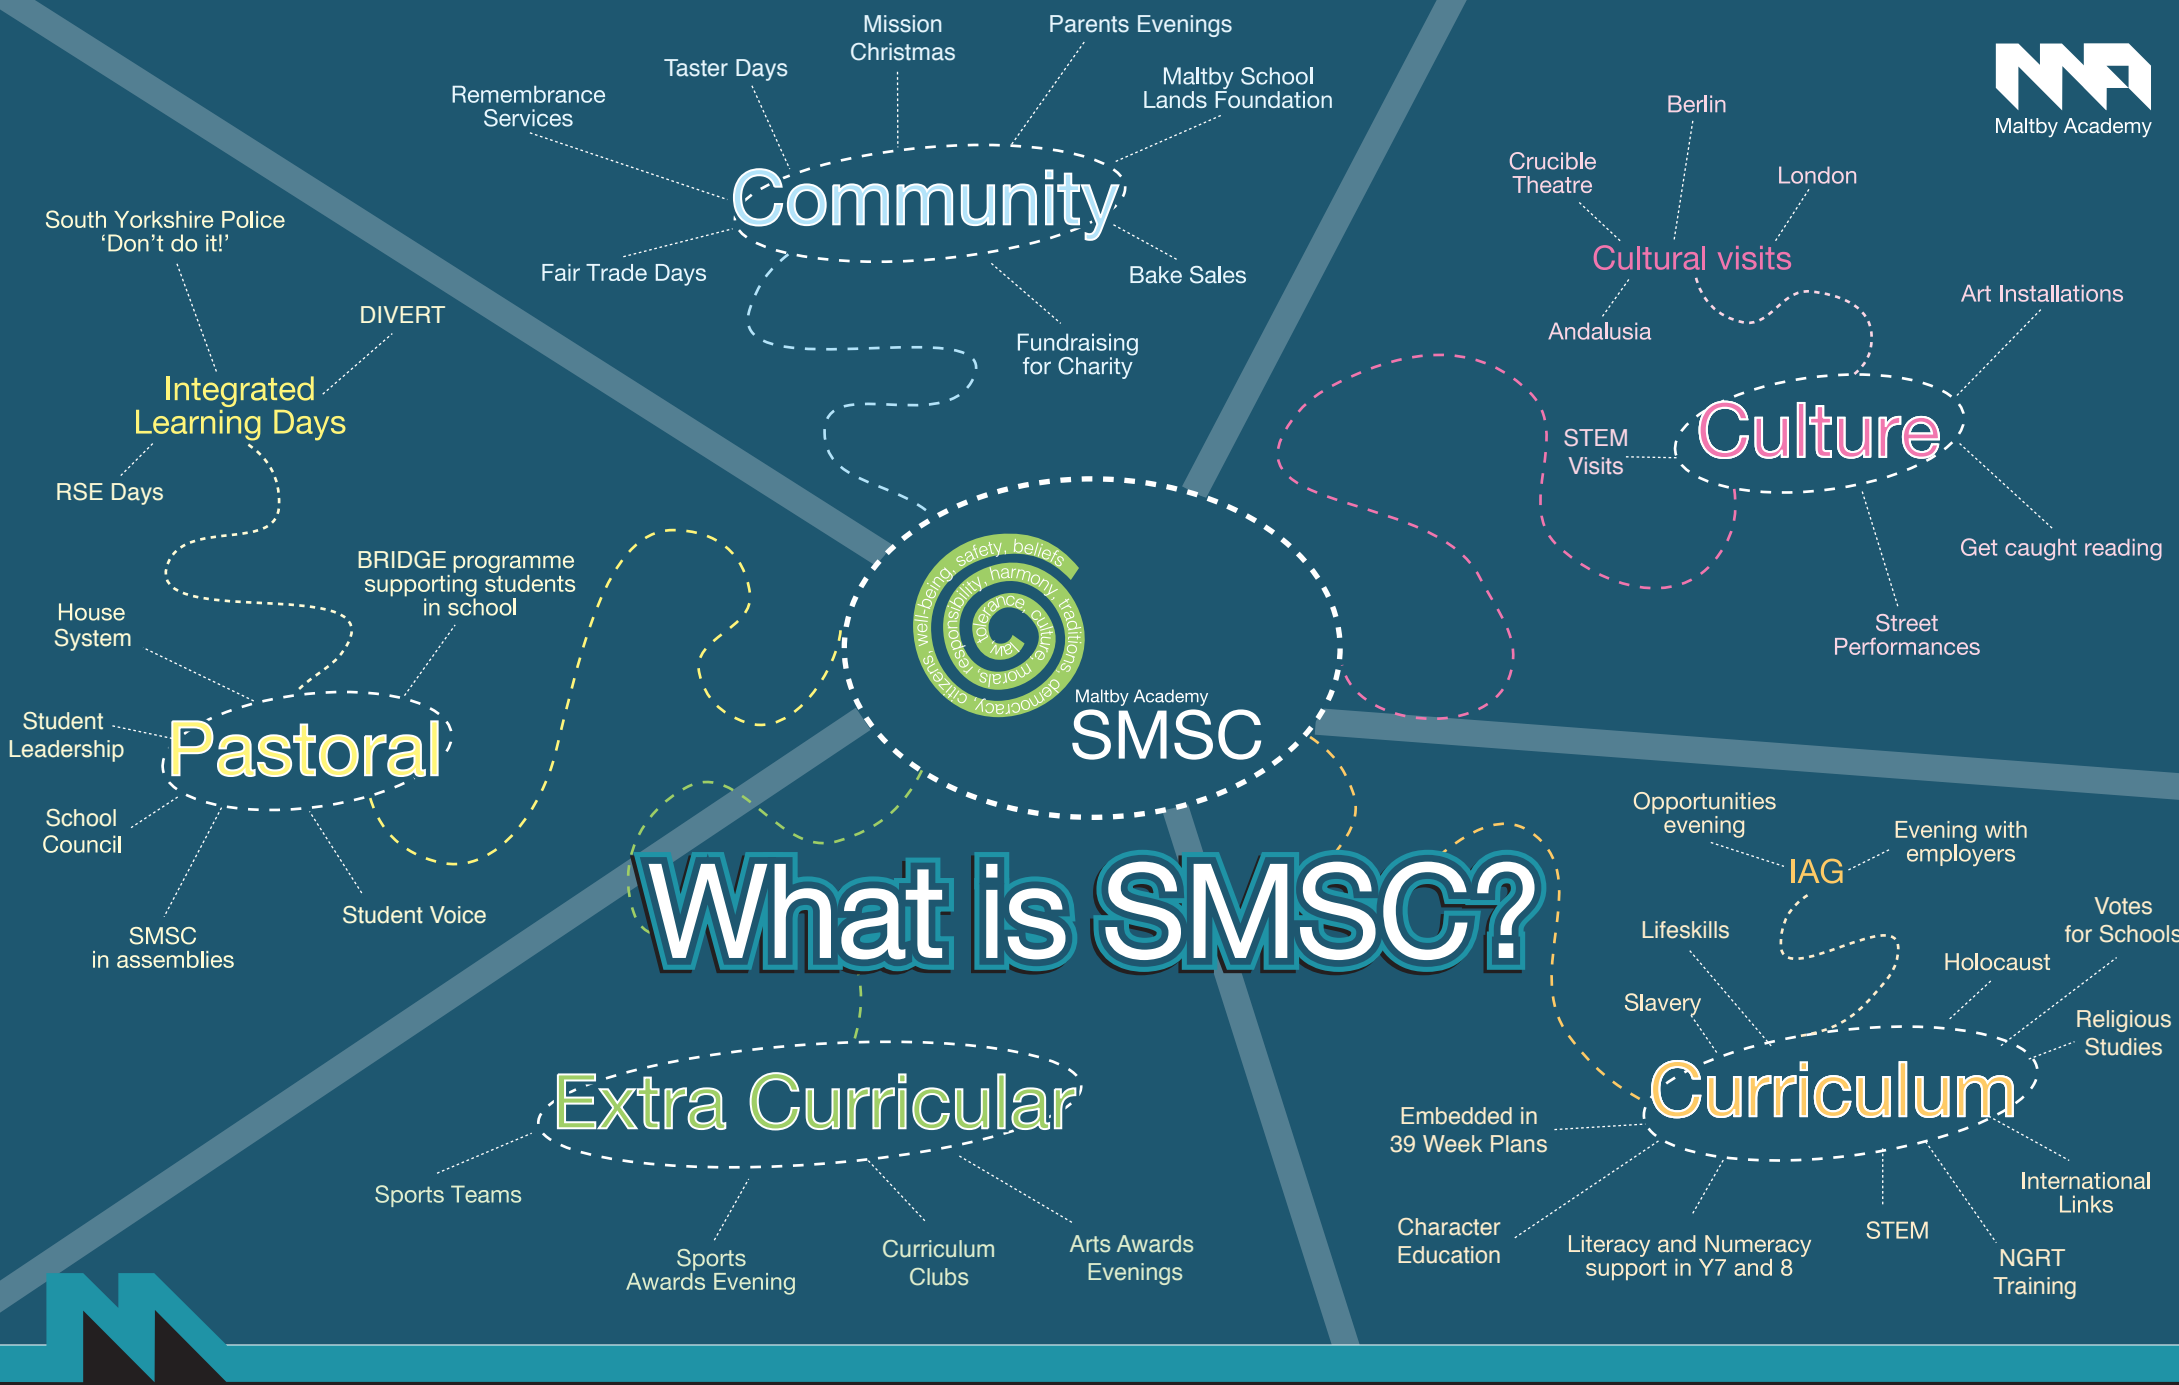 Mission
Christmas
Parents Evenings
Taster Days
Maltby School
Lands Foundation
Remembrance
Services
Community
Fair Trade Days
Bake Sales
Fundraising
for Charity
Maltby Academy
Berlin
Crucible
Theatre
London
Cultural visits
Andalusia
Art Installations
Culture
STEM
Visits
Get caught reading
Street
Performances
South Yorkshire Police
‘Don’t do it!’
DIVERT
Integrated
Learning Days
RSE Days
BRIDGE programme
supporting students
in school
House
System
Student
Leadership
Pastoral
School
Council
SMSC
in assemblies
Student Voice
law, tolerance, culture, morals, responsibility, harmony, traditions, democracy, citizens, well-being, safety, beliefs
Maltby Academy
SMSC
What is SMSC?
Extra Curricular
Sports Teams
Sports
Awards Evening
Curriculum
Clubs
Arts Awards
Evenings
Opportunities
evening
Evening with
employers
IAG
Lifeskills
Votes
for Schools
Holocaust
Slavery
Religious
Studies
Curriculum
Embedded in
39 Week Plans
International
Links
Character
Education
Literacy and Numeracy
support in Y7 and 8
STEM
NGRT
Training